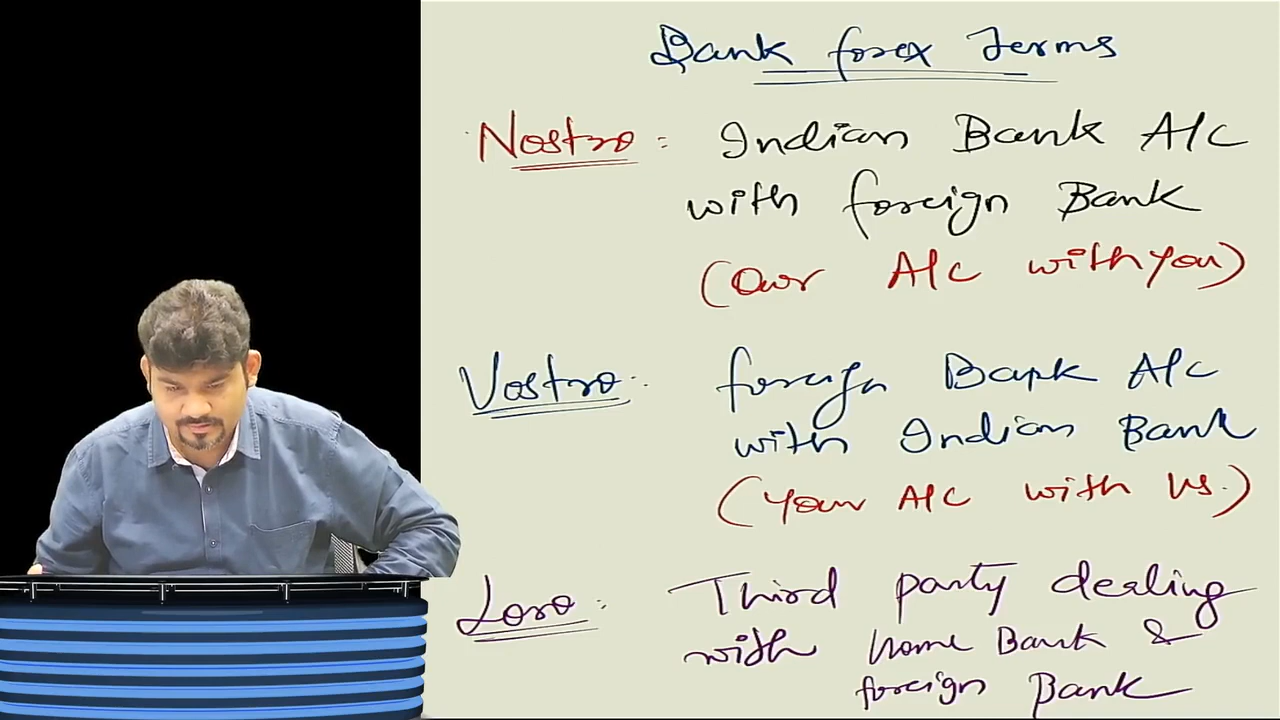 Bank forex Terms
Nostro: Indian Bank A/c
with foreign Bank
(Our A/c with you)
Vostro: foreign Bank A/c
with Indian Bank
(your A/c with us.)
Loro: Third party dealing
with home Bank &
foreign Bank